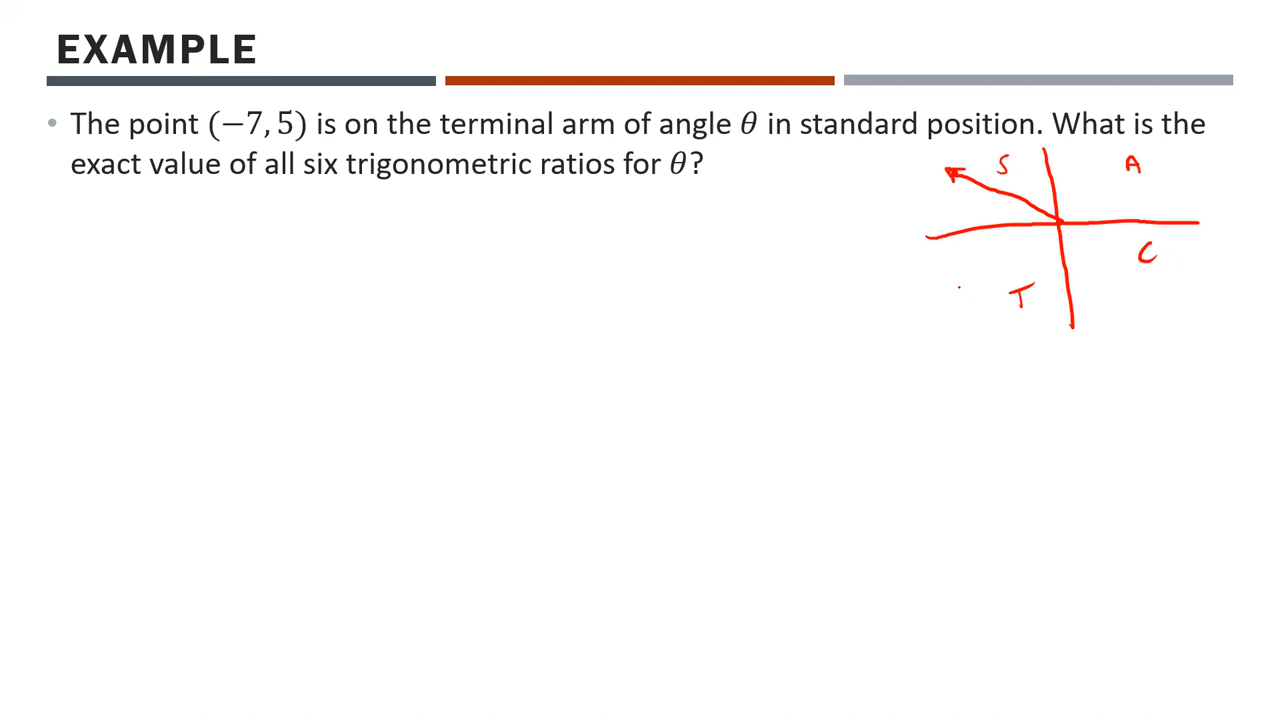 EXAMPLE
• The point (−7, 5) is on the terminal arm of angle θ in standard position. What is the
exact value of all six trigonometric ratios for θ?
S A
C
T